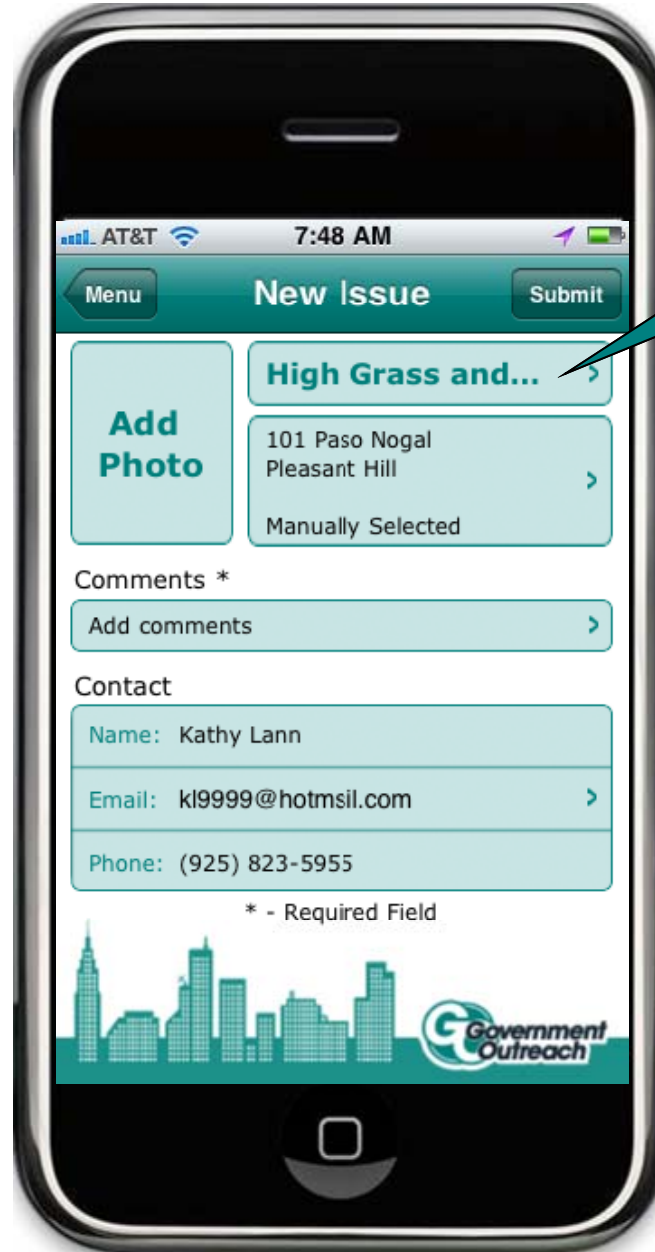 AT&T 7:48 AM
Menu New Issue Submit
Add
Photo
High Grass and... >
101 Paso Nogal
Pleasant Hill
Manually Selected >
Comments *
Add comments >
Contact
Name: Kathy Lann
Email: kl9999@hotmsil.com >
Phone: (925) 823-5955
* - Required Field
GO Government
Outreach